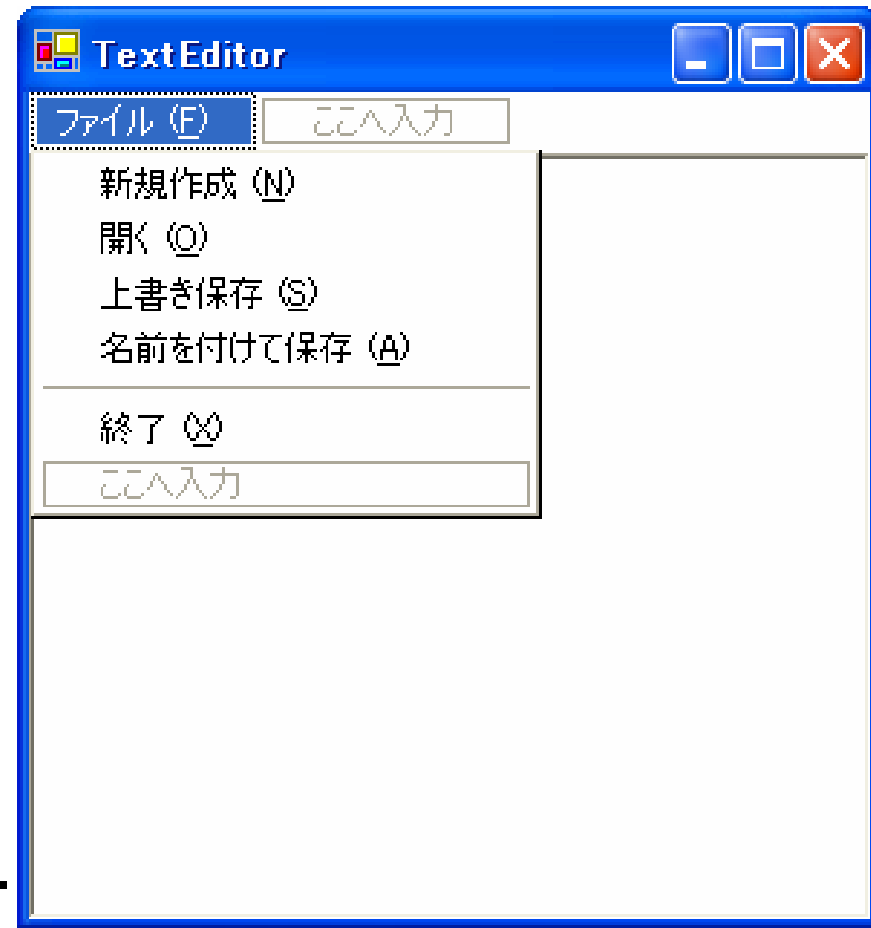 TextEditor
ファイル (F) ここへ入力
新規作成 (N)
開く (O)
上書き保存 (S)
名前を付けて保存 (A)
終了 (X)
ここへ入力